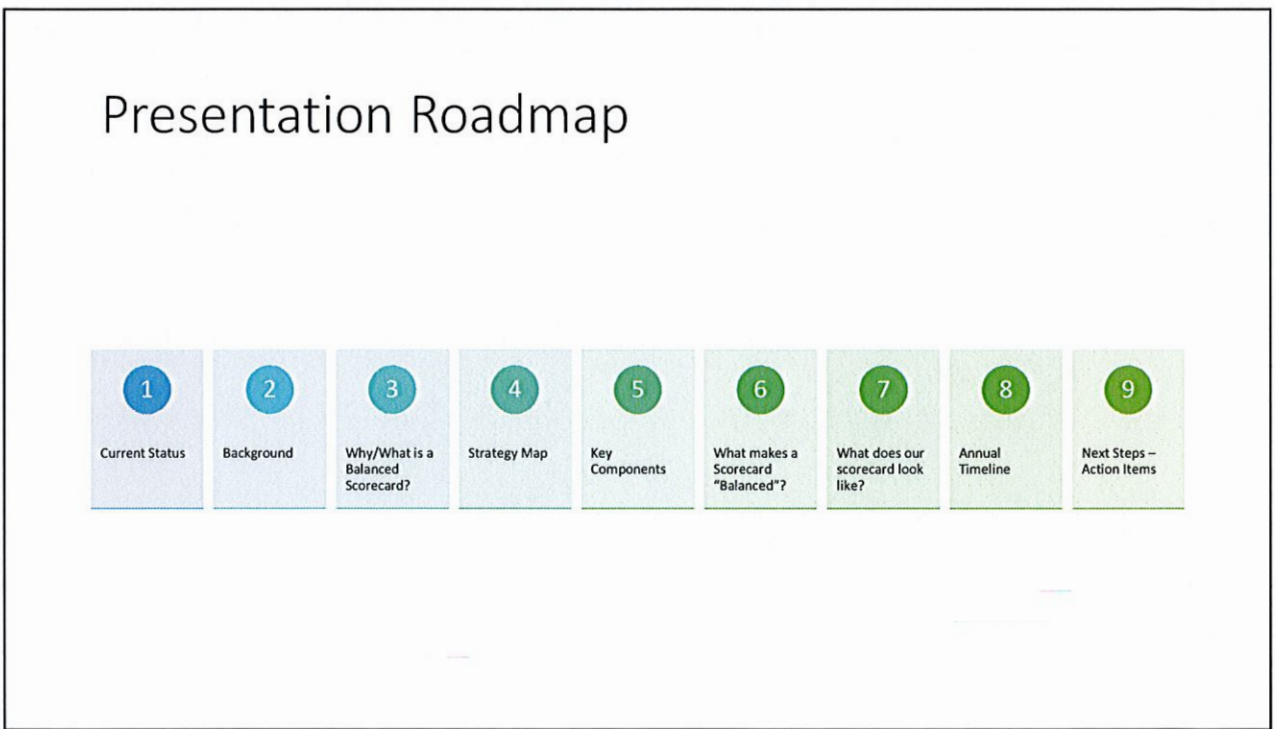 Presentation Roadmap
1
Current Status
2
Background
3
Why/What is a
Balanced
Scorecard?
4
Strategy Map
5
Key
Components
6
What makes a
Scorecard
"Balanced"?
7
What does our
scorecard look
like?
8
Annual
Timeline
9
Next Steps –
Action Items